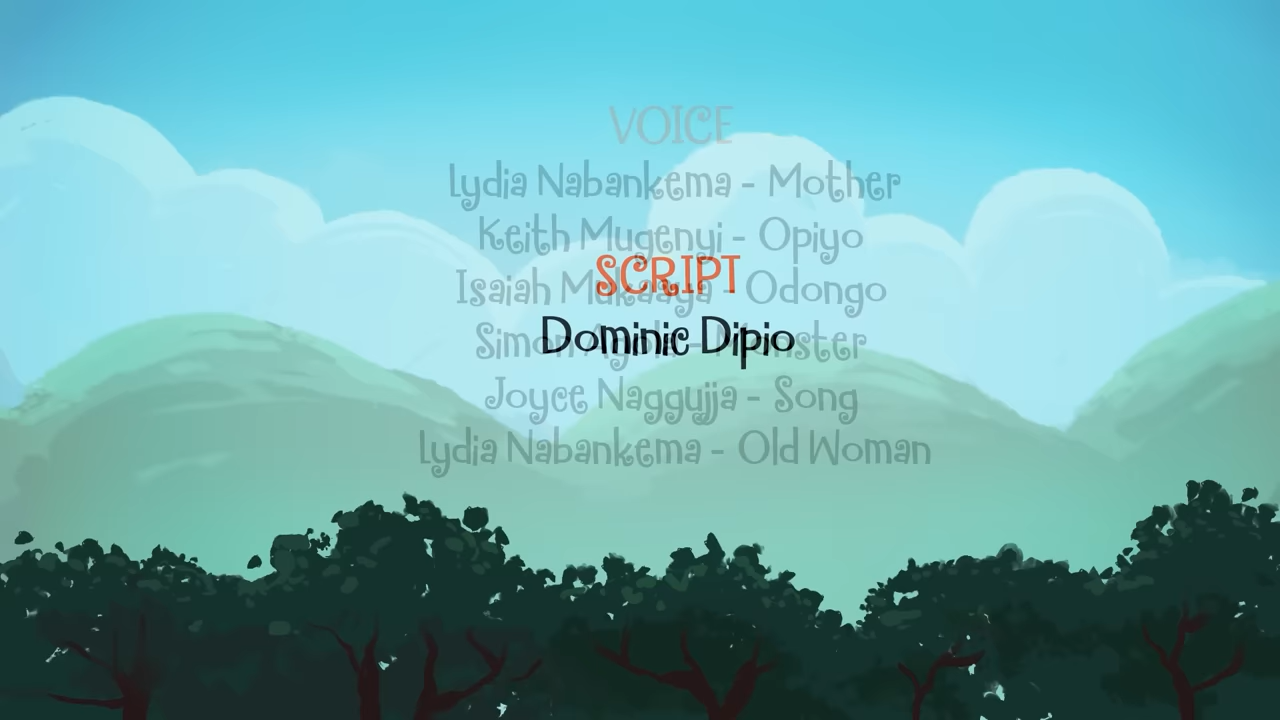 VOICE
Lydia Nabankema - Mother
Keith Mugenyi - Opiyo
SCRIPT
Isaiah - Odongo
Dominic Dipio
Joyce Naggujja - Song
Lydia Nabankema - Old Woman